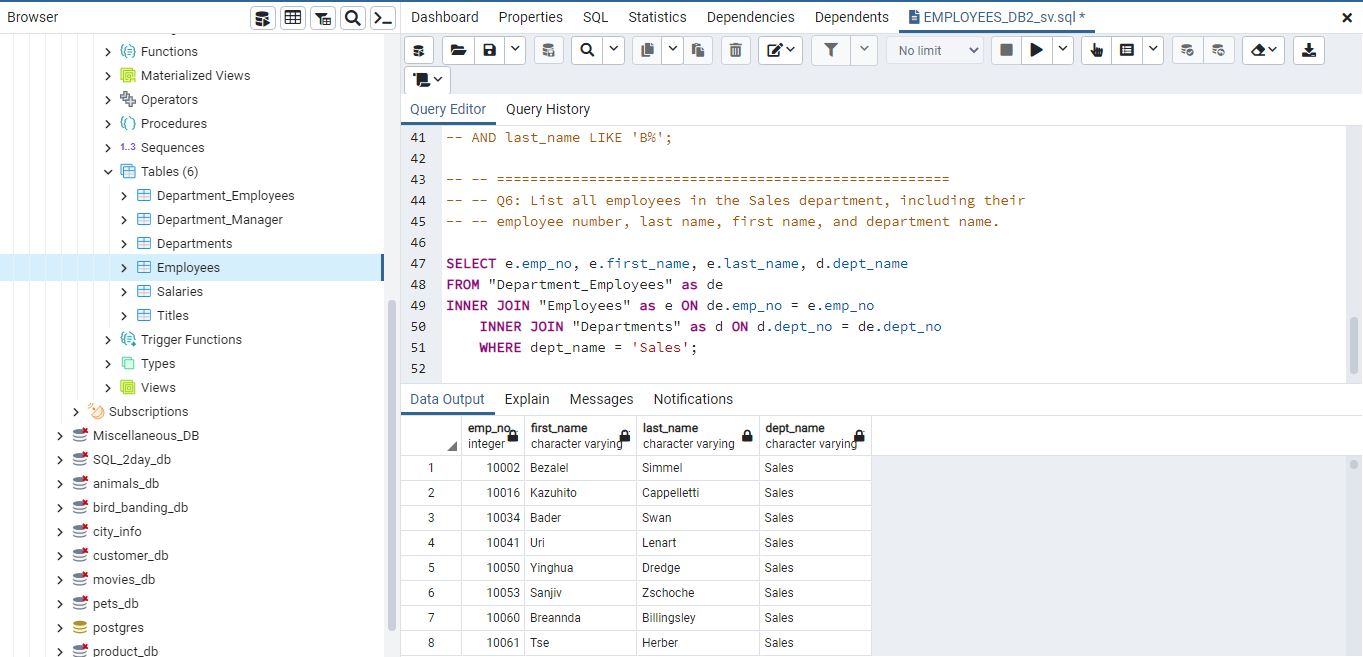 Browser
Dashboard Properties SQL Statistics Dependencies Dependents EMPLOYEES_DB2_sv.sql *
Functions
Materialized Views
Operators
Procedures
1..3 Sequences
Tables (6)
Department_Employees
Department_Manager
Departments
Employees
Salaries
Titles
Trigger Functions
Types
Views
Subscriptions
Miscellaneous_DB
SQL_2day_db
animals_db
bird_banding_db
city_info
customer_db
movies_db
pets_db
postgres
product_db
No limit
Query Editor Query History
41 -- AND last_name LIKE 'B%';
42
43 -- -- ======================================================
44 -- -- Q6: List all employees in the Sales department, including their
45 -- -- employee number, last name, first name, and department name.
46
47 SELECT e.emp_no, e.first_name, e.last_name, d.dept_name
48 FROM "Department_Employees" as de
49 INNER JOIN "Employees" as e ON de.emp_no = e.emp_no
50 INNER JOIN "Departments" as d ON d.dept_no = de.dept_no
51 WHERE dept_name = 'Sales';
52
Data Output Explain Messages Notifications
emp_no first_name last_name dept_name
integer character varying character varying character varying
1 10002 Bezalel Simmel Sales
2 10016 Kazuhito Cappelletti Sales
3 10034 Bader Swan Sales
4 10041 Uri Lenart Sales
5 10050 Yinghua Dredge Sales
6 10053 Sanjiv Zschoche Sales
7 10060 Breannda Billingsley Sales
8 10061 Tse Herber Sales